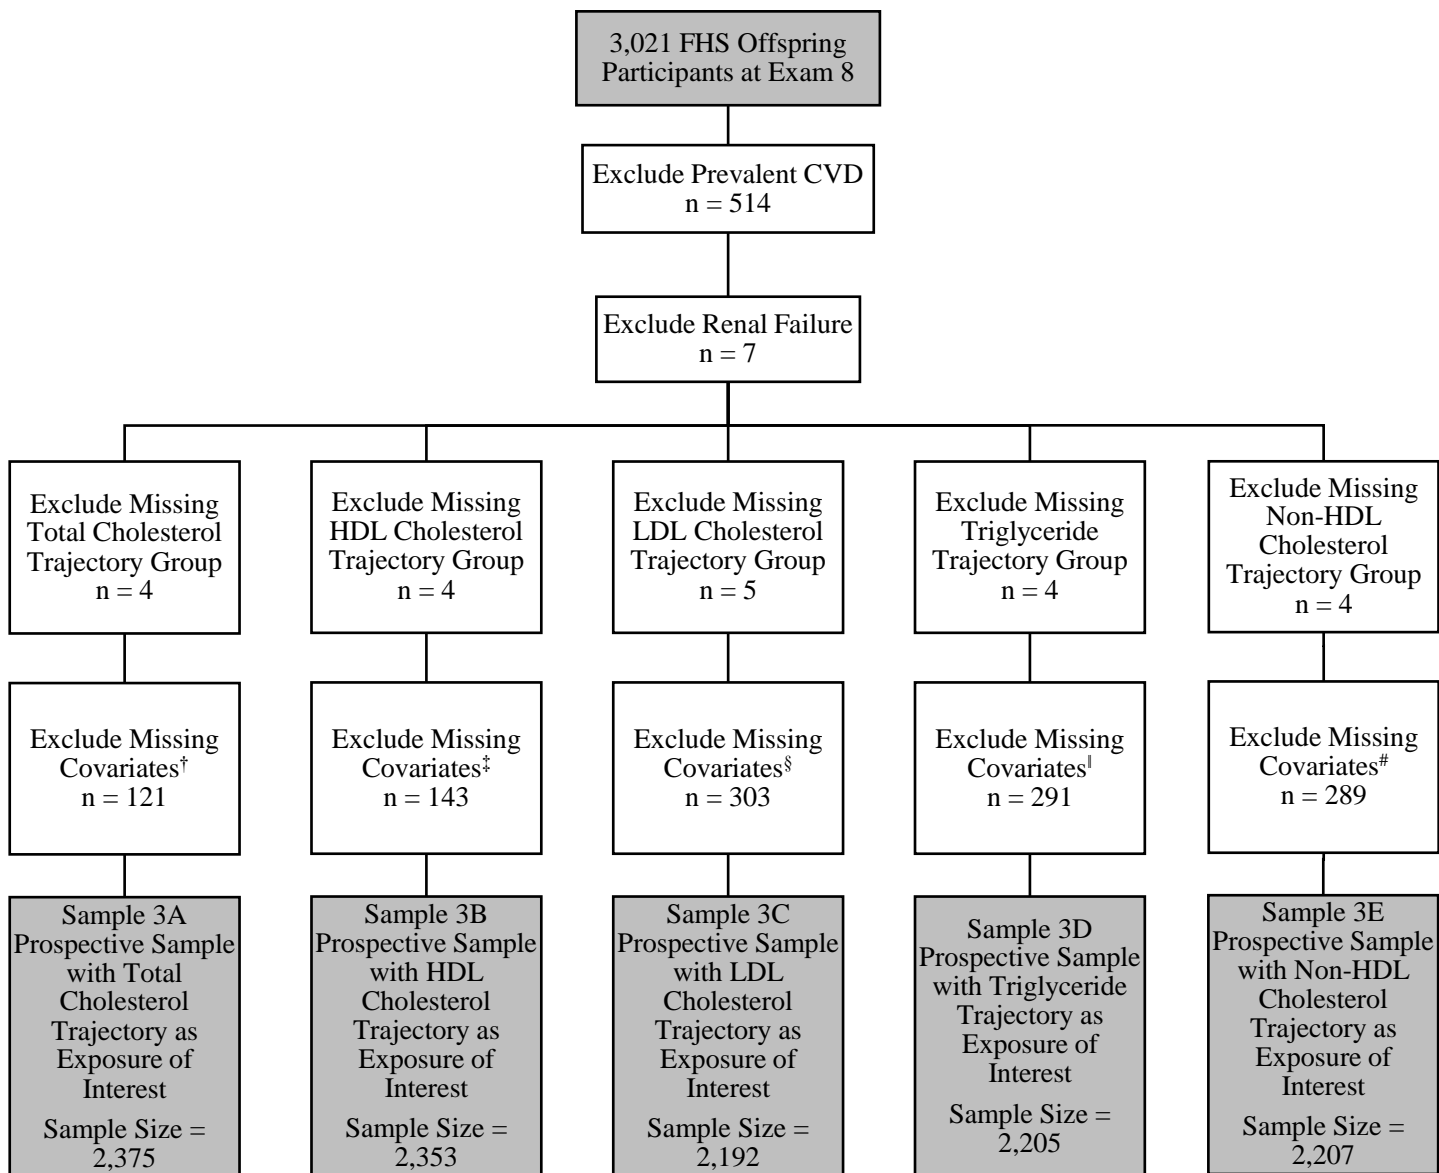 3,021 FHS Offspring
Participants at Exam 8
Exclude Prevalent CVD
n = 514
Exclude Renal Failure
n = 7
Exclude Missing
Total Cholesterol
Trajectory Group
n = 4
Exclude Missing
HDL Cholesterol
Trajectory Group
n = 4
Exclude Missing
LDL Cholesterol
Trajectory Group
n = 5
Exclude Missing
Triglyceride
Trajectory Group
n = 4
Exclude Missing
Non-HDL
Cholesterol
Trajectory Group
n = 4
Exclude Missing
Covariates†
n = 121
Exclude Missing
Covariates‡
n = 143
Exclude Missing
Covariates§
n = 303
Exclude Missing
Covariates‖
n = 291
Exclude Missing
Covariates#
n = 289
Sample 3A
Prospective Sample
with Total
Cholesterol
Trajectory as
Exposure of
Interest
Sample Size =
2,375
Sample 3B
Prospective Sample
with HDL
Cholesterol
Trajectory as
Exposure of
Interest
Sample Size =
2,353
Sample 3C
Prospective Sample
with LDL
Cholesterol
Trajectory as
Exposure of
Interest
Sample Size =
2,192
Sample 3D
Prospective Sample
with Triglyceride
Trajectory as
Exposure of
Interest
Sample Size =
2,205
Sample 3E
Prospective Sample
with Non-HDL
Cholesterol
Trajectory as
Exposure of
Interest
Sample Size =
2,207